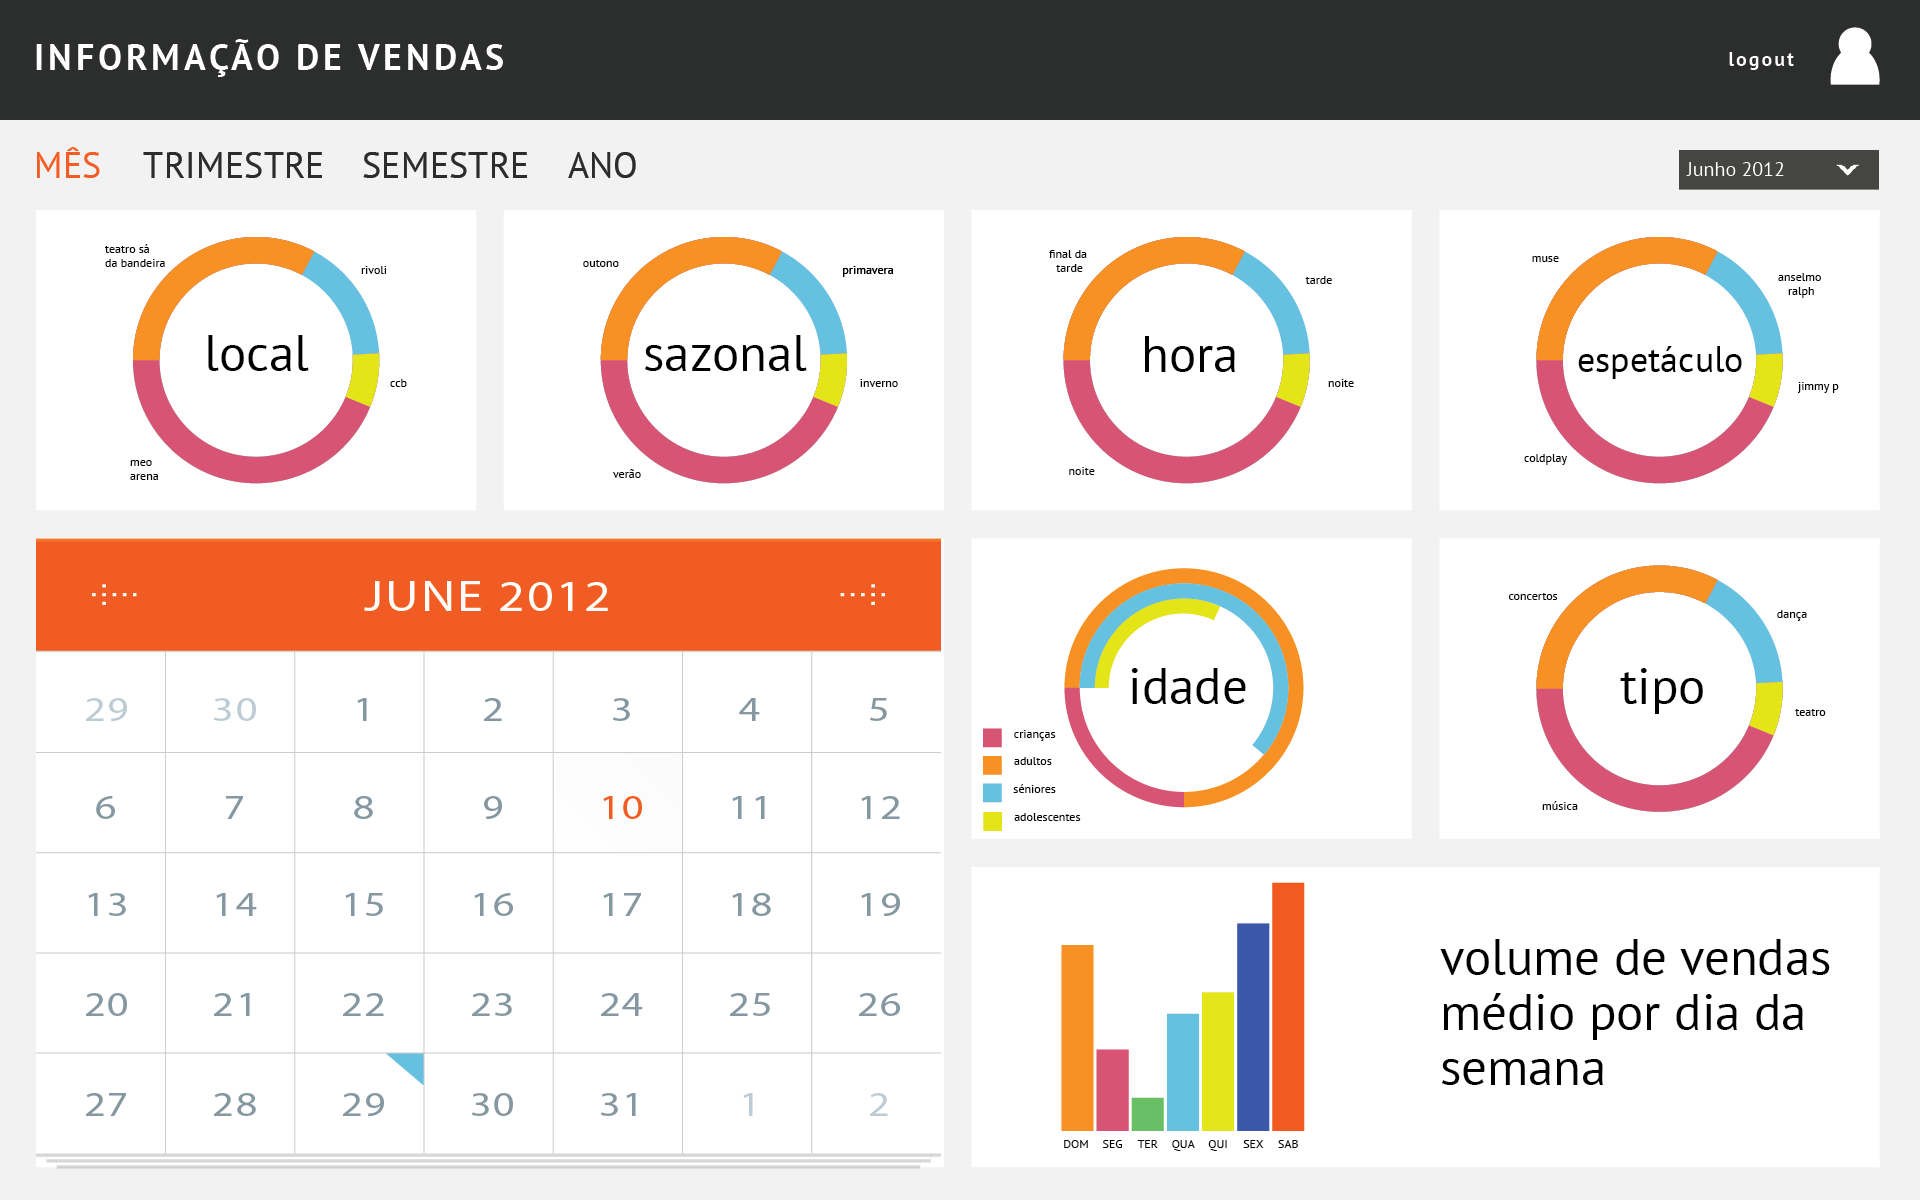 INFORMAÇÃO DE VENDAS
logout
MÊS TRIMESTRE SEMESTRE ANO
Junho 2012
teatro sá
da bandeira
rivoli
local
ccb
meo
arena
outono
primavera
sazonal
inverno
verão
final da
tarde
tarde
hora
noite
noite
muse
anselmo
ralph
espetáculo
jimmy p
coldplay
JUNE 2012
29 30 1 2 3 4 5
6 7 8 9 10 11 12
13 14 15 16 17 18 19
20 21 22 23 24 25 26
27 28 29 30 31 1 2
idade
crianças
adultos
séniores
adolescentes
concertos
dança
tipo
teatro
música
DOM SEG TER QUA QUI SEX SAB
volume de vendas
médio por dia da
semana